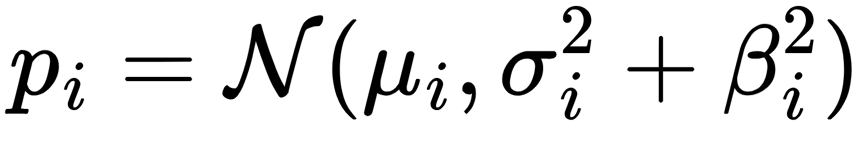 $p_i = \mathcal{N}(\mu_i, \sigma_i^2 + \beta_i^2)$